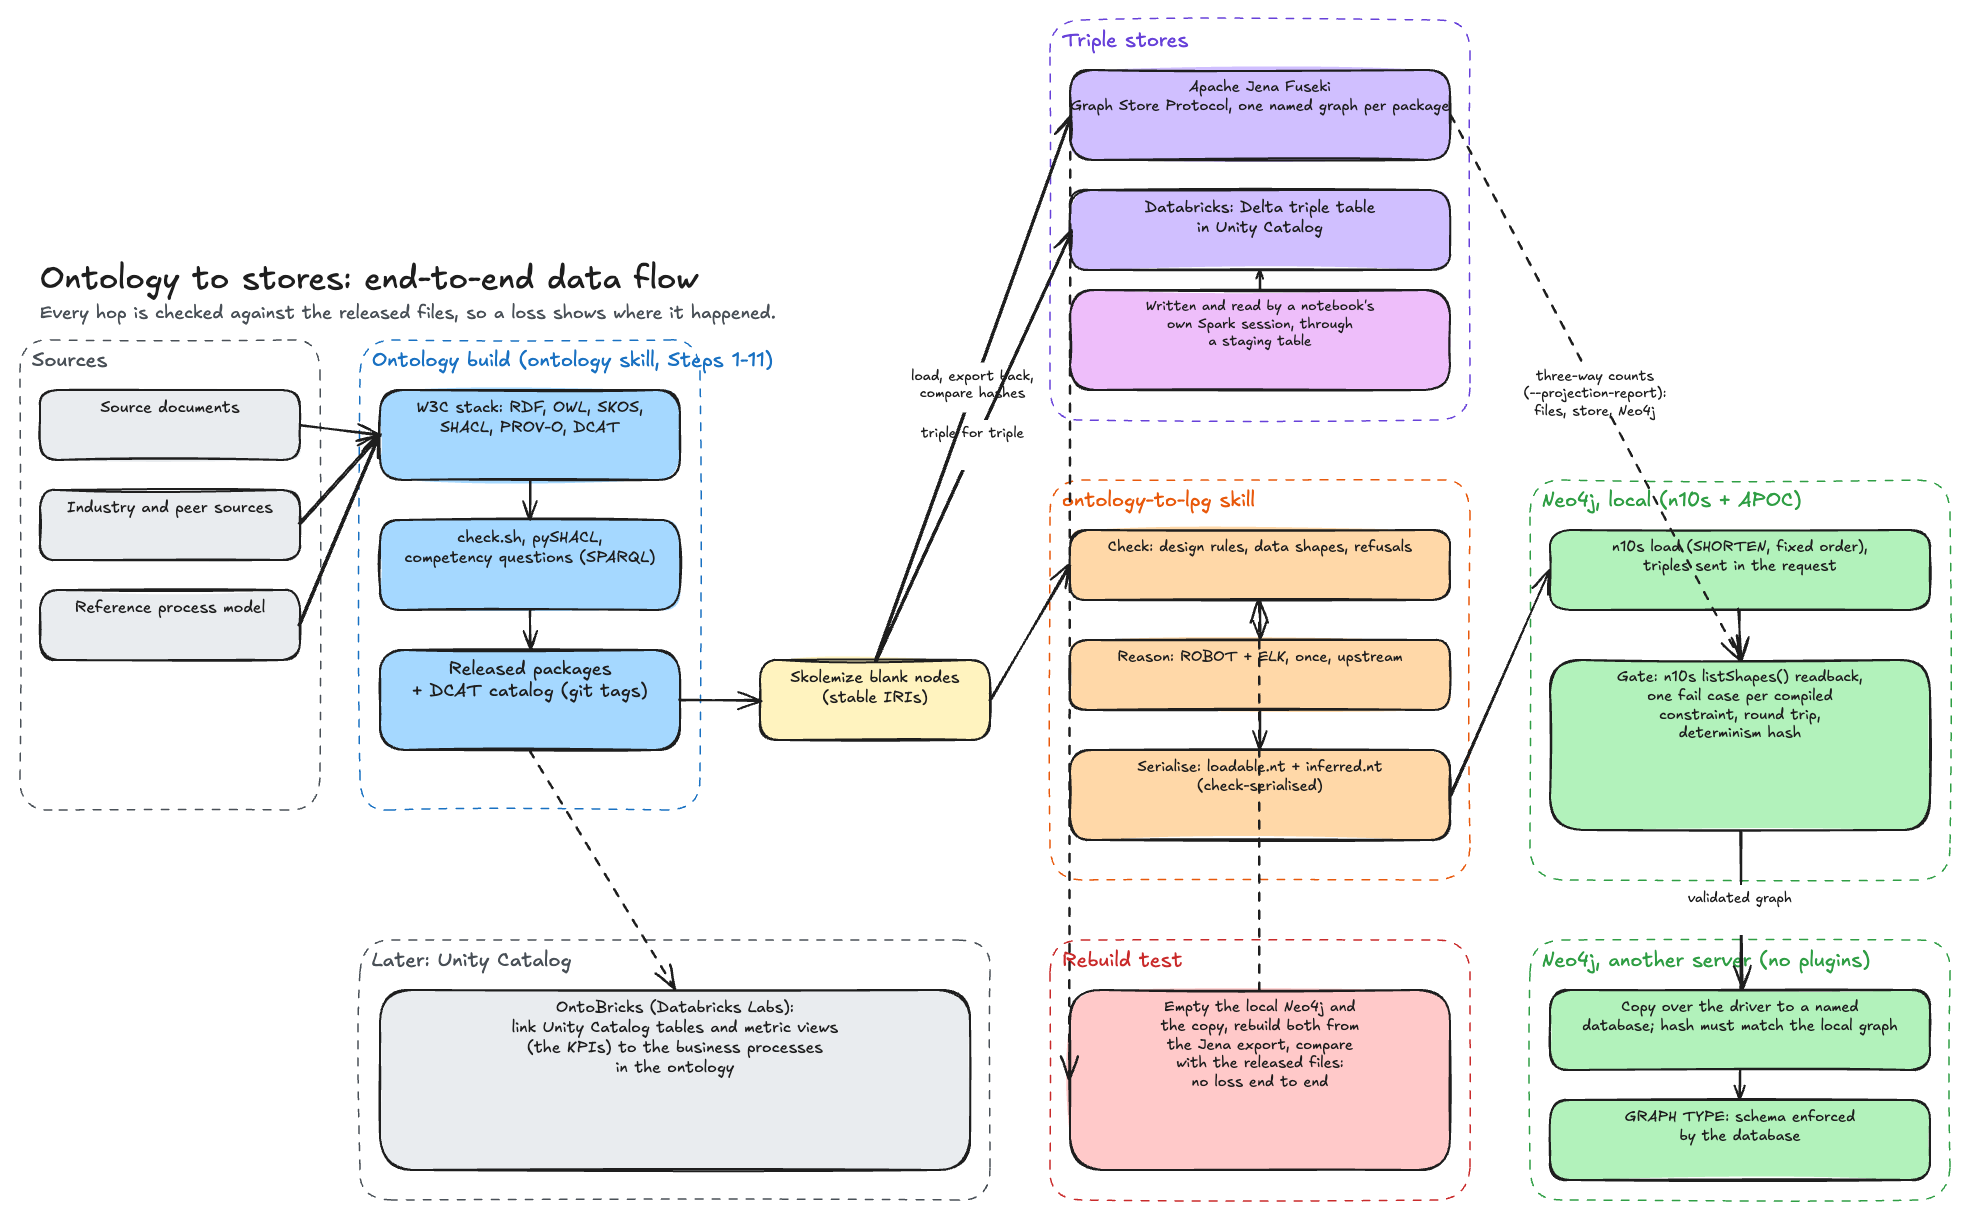 Ontology to stores: end-to-end data flow
Every hop is checked against the released files, so a loss shows where it happened.
Sources
Source documents
Industry and peer sources
Reference process model
Ontology build (ontology skill, Steps 1-11)
W3C stack: RDF, OWL, SKOS,
SHACL, PROV-O, DCAT
check.sh, pySHACL,
competency questions (SPARQL)
Released packages
+ DCAT catalog (git tags)
Skolemize blank nodes
(stable IRIs)
load, export back,
compare hashes
triple for triple
Triple stores
Apache Jena Fuseki
Graph Store Protocol, one named graph per package
Databricks: Delta triple table
in Unity Catalog
Written and read by a notebook's
own Spark session, through
a staging table
three-way counts
(--projection-report):
files, store, Neo4j
ontology-to-lpg skill
Check: design rules, data shapes, refusals
Reason: ROBOT + ELK, once, upstream
Serialise: loadable.nt + inferred.nt
(check-serialised)
Neo4j, local (n10s + APOC)
n10s load (SHORTEN, fixed order),
triples sent in the request
Gate: n10s listShapes() readback,
one fail case per compiled
constraint, round trip,
determinism hash
validated graph
Later: Unity Catalog
OntoBricks (Databricks Labs):
link Unity Catalog tables and metric views
(the KPIs) to the business processes
in the ontology
Rebuild test
Empty the local Neo4j and
the copy, rebuild both from
the Jena export, compare
with the released files:
no loss end to end
Neo4j, another server (no plugins)
Copy over the driver to a named
database; hash must match the local graph
GRAPH TYPE: schema enforced
by the database